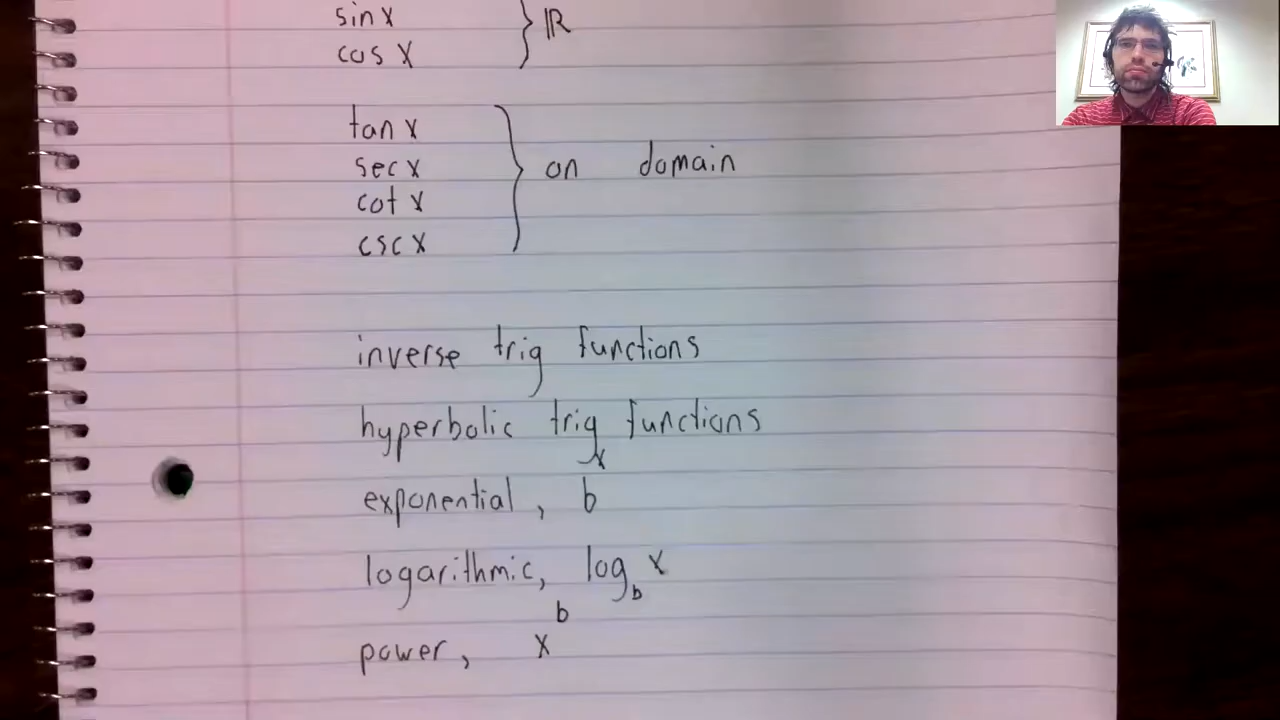 sin x } ℝ
cos x
tan x
sec x } on domain
cot x
csc x
inverse trig functions
hyperbolic trig functions
exponential, b^x
logarithmic, log_b x
power, x^b